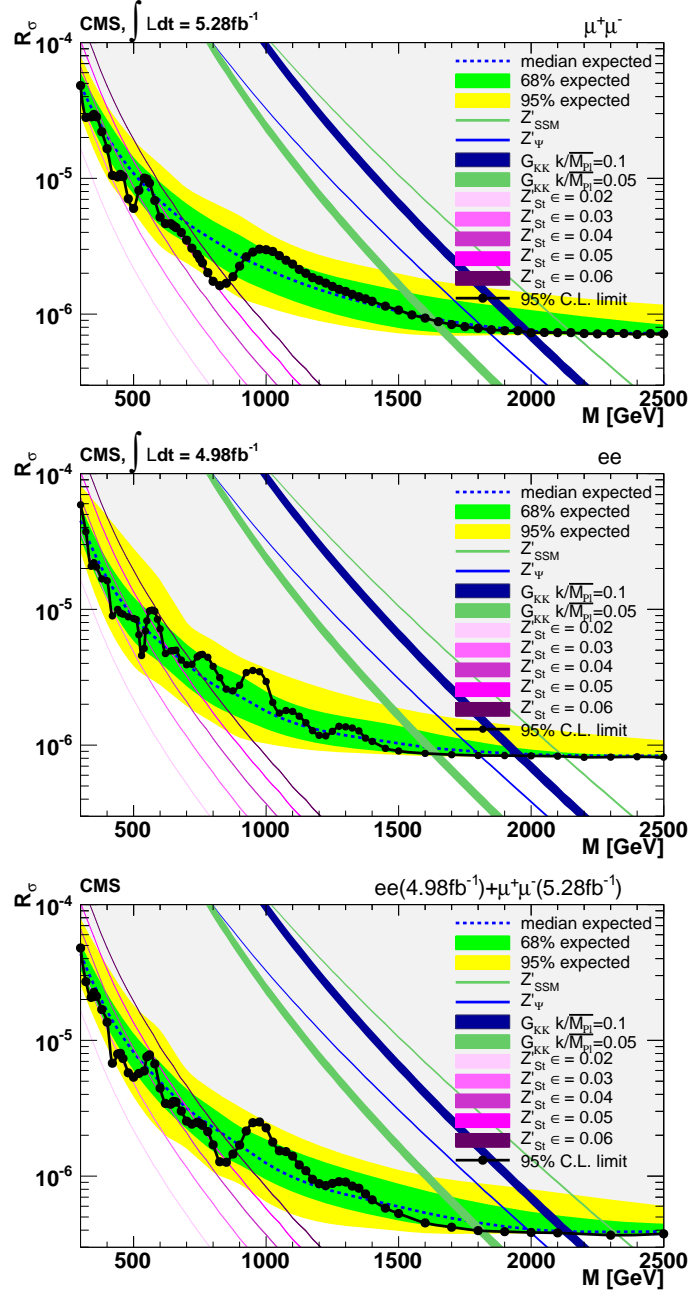 CMS, ∫ Ldt = 5.28fb⁻¹
μ⁺μ⁻
R_σ
10⁻⁴
10⁻⁵
10⁻⁶
median expected
68% expected
95% expected
Z'_SSM
Z'_Ψ
G_KK k/M̅_Pl=0.1
G_KK k/M̅_Pl=0.05
Z'_St ∈ = 0.02
Z'_St ∈ = 0.03
Z'_St ∈ = 0.04
Z'_St ∈ = 0.05
Z'_St ∈ = 0.06
95% C.L. limit
500 1000 1500 2000 2500
M [GeV]
CMS, ∫ Ldt = 4.98fb⁻¹
ee
R_σ
10⁻⁴
10⁻⁵
10⁻⁶
median expected
68% expected
95% expected
Z'_SSM
Z'_Ψ
G_KK k/M̅_Pl=0.1
G_KK k/M̅_Pl=0.05
Z'_St ∈ = 0.02
Z'_St ∈ = 0.03
Z'_St ∈ = 0.04
Z'_St ∈ = 0.05
Z'_St ∈ = 0.06
95% C.L. limit
500 1000 1500 2000 2500
M [GeV]
CMS
ee(4.98fb⁻¹)+μ⁺μ⁻(5.28fb⁻¹)
R_σ
10⁻⁴
10⁻⁵
10⁻⁶
median expected
68% expected
95% expected
Z'_SSM
Z'_Ψ
G_KK k/M̅_Pl=0.1
G_KK k/M̅_Pl=0.05
Z'_St ∈ = 0.02
Z'_St ∈ = 0.03
Z'_St ∈ = 0.04
Z'_St ∈ = 0.05
Z'_St ∈ = 0.06
95% C.L. limit
500 1000 1500 2000 2500
M [GeV]